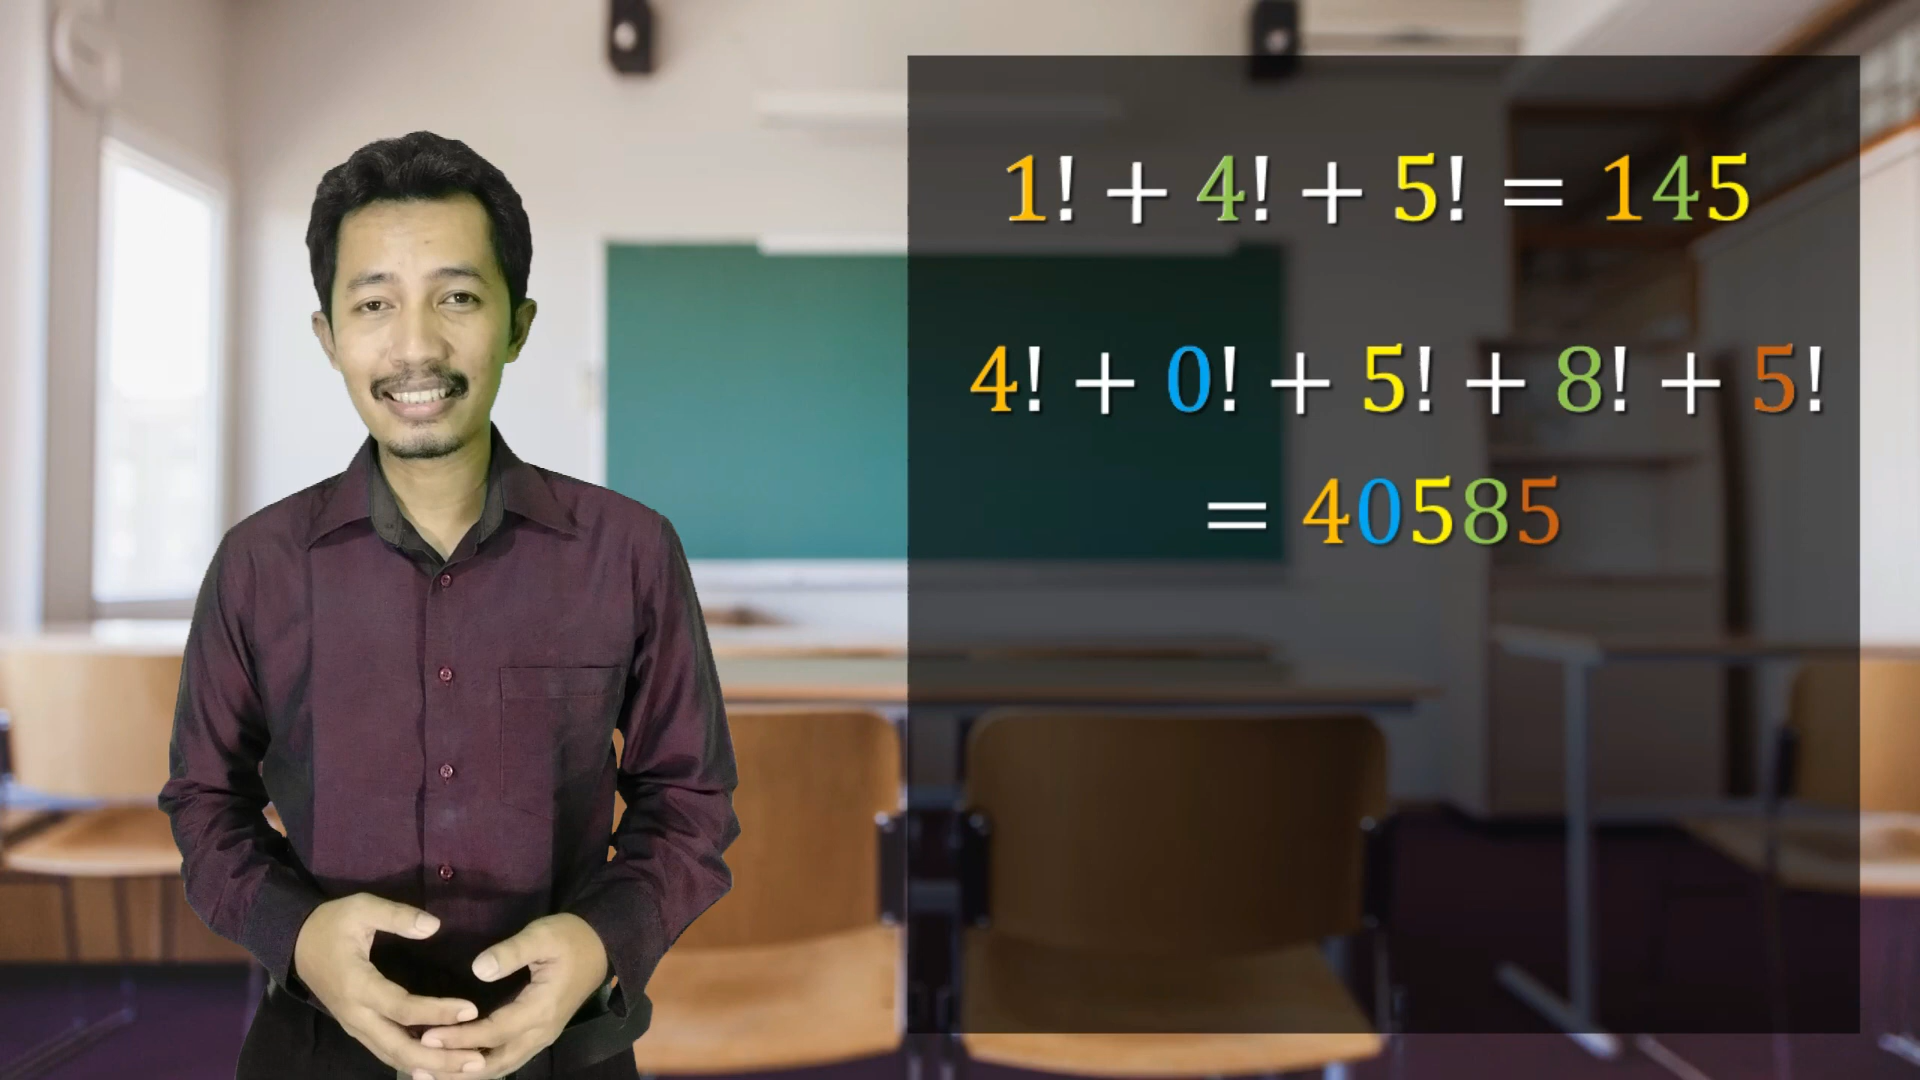 1! + 4! + 5! = 145
4! + 0! + 5! + 8! + 5!
= 40585